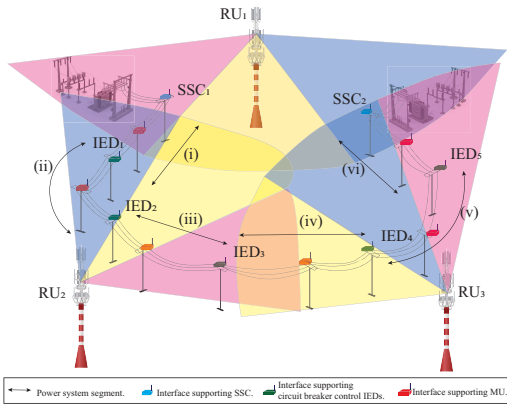 RU1
SSC1
SSC2
IED1
(i)
(ii)
(vi)
IED5
IED2
(iii)
(iv)
(v)
IED3
IED4
RU2
RU3
Power system segment.
Interface supporting SSC.
Interface supporting
circuit breaker control IEDs.
Interface supporting MU.